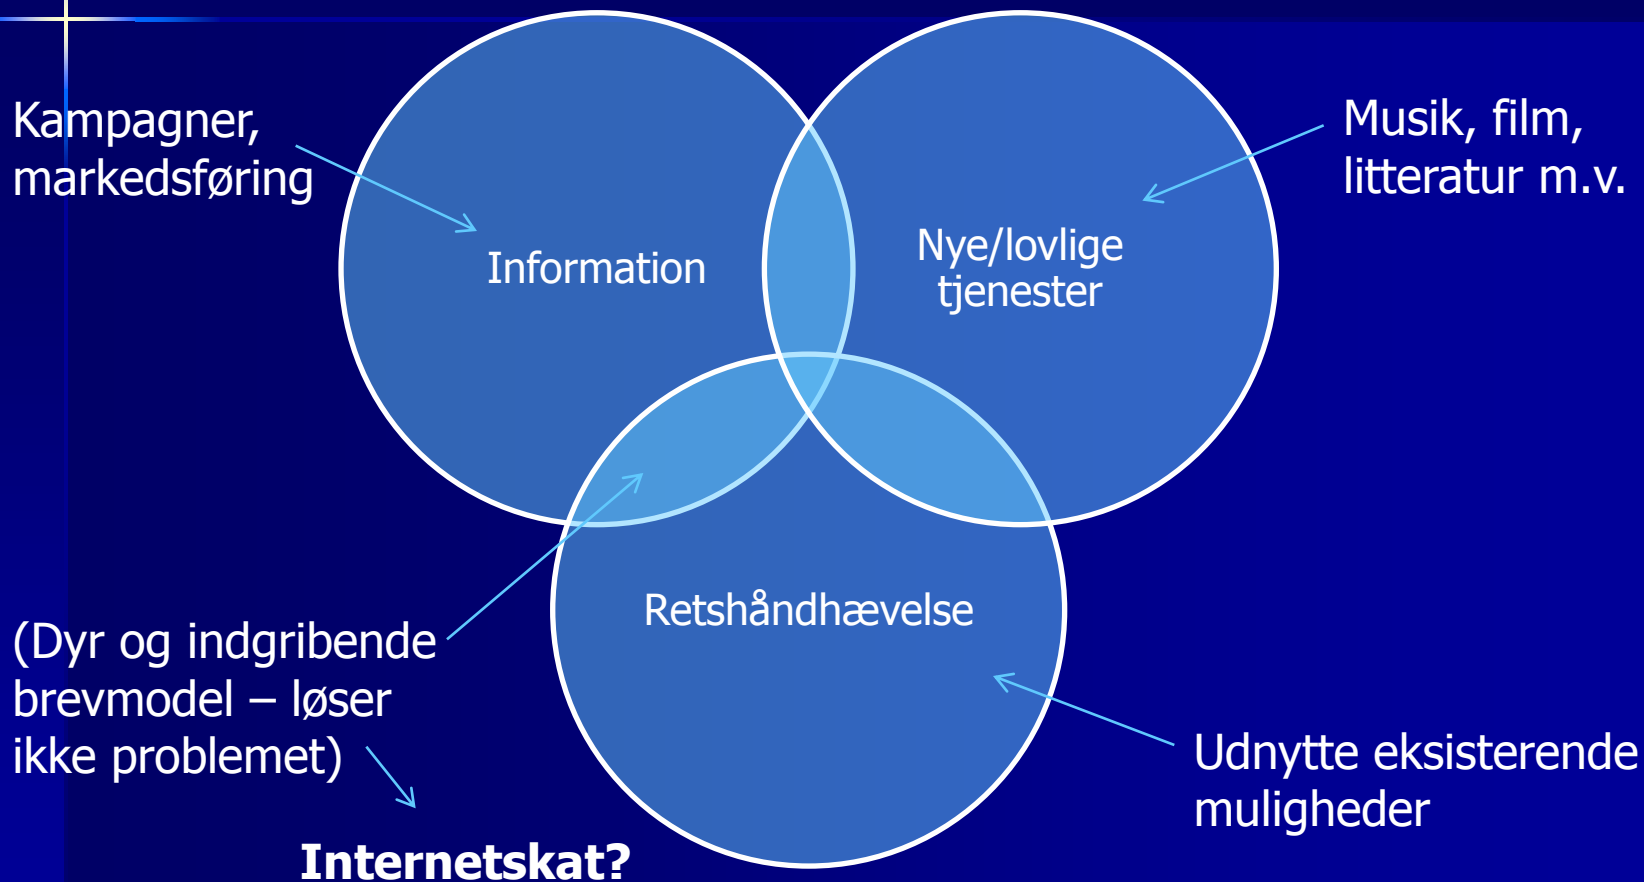 Kampagner,
markedsføring
Musik, film,
litteratur m.v.
Information
Nye/lovlige
tjenester
Retshåndhævelse
(Dyr og indgribende
brevmodel – løser
ikke problemet)
Udnytte eksisterende
muligheder
Internetskat?